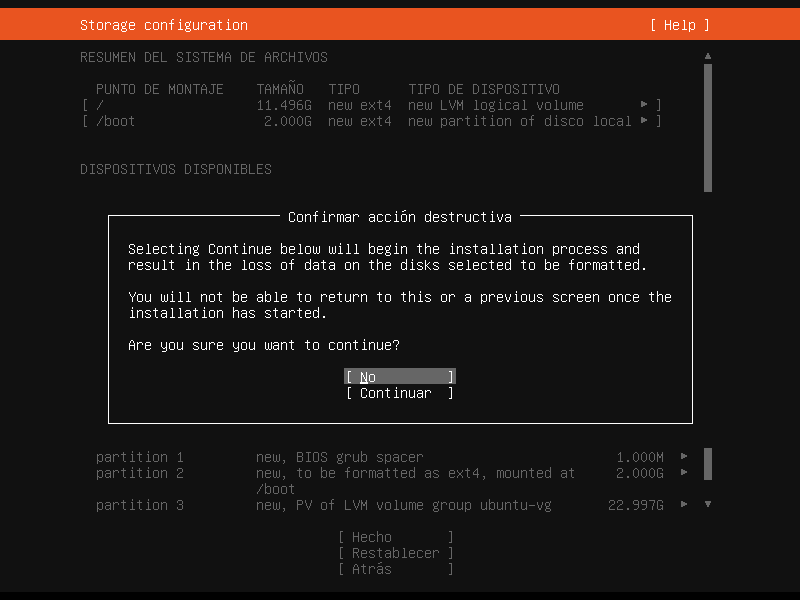 Storage configuration [ Help ]
RESUMEN DEL SISTEMA DE ARCHIVOS
PUNTO DE MONTAJE TAMAÑO TIPO TIPO DE DISPOSITIVO
[ / 11.496G new ext4 new LVM logical volume ▸ ]
[ /boot 2.000G new ext4 new partition of disco local ▸ ]
DISPOSITIVOS DISPONIBLES
Confirmar acción destructiva
Selecting Continue below will begin the installation process and
result in the loss of data on the disks selected to be formatted.
You will not be able to return to this or a previous screen once the
installation has started.
Are you sure you want to continue?
[ No ]
[ Continuar ]
partition 1 new, BIOS grub spacer 1.000M ▸
partition 2 new, to be formatted as ext4, mounted at 2.000G ▸
/boot
partition 3 new, PV of LVM volume group ubuntu-vg 22.997G ▸
[ Hecho ]
[ Restablecer ]
[ Atrás ]